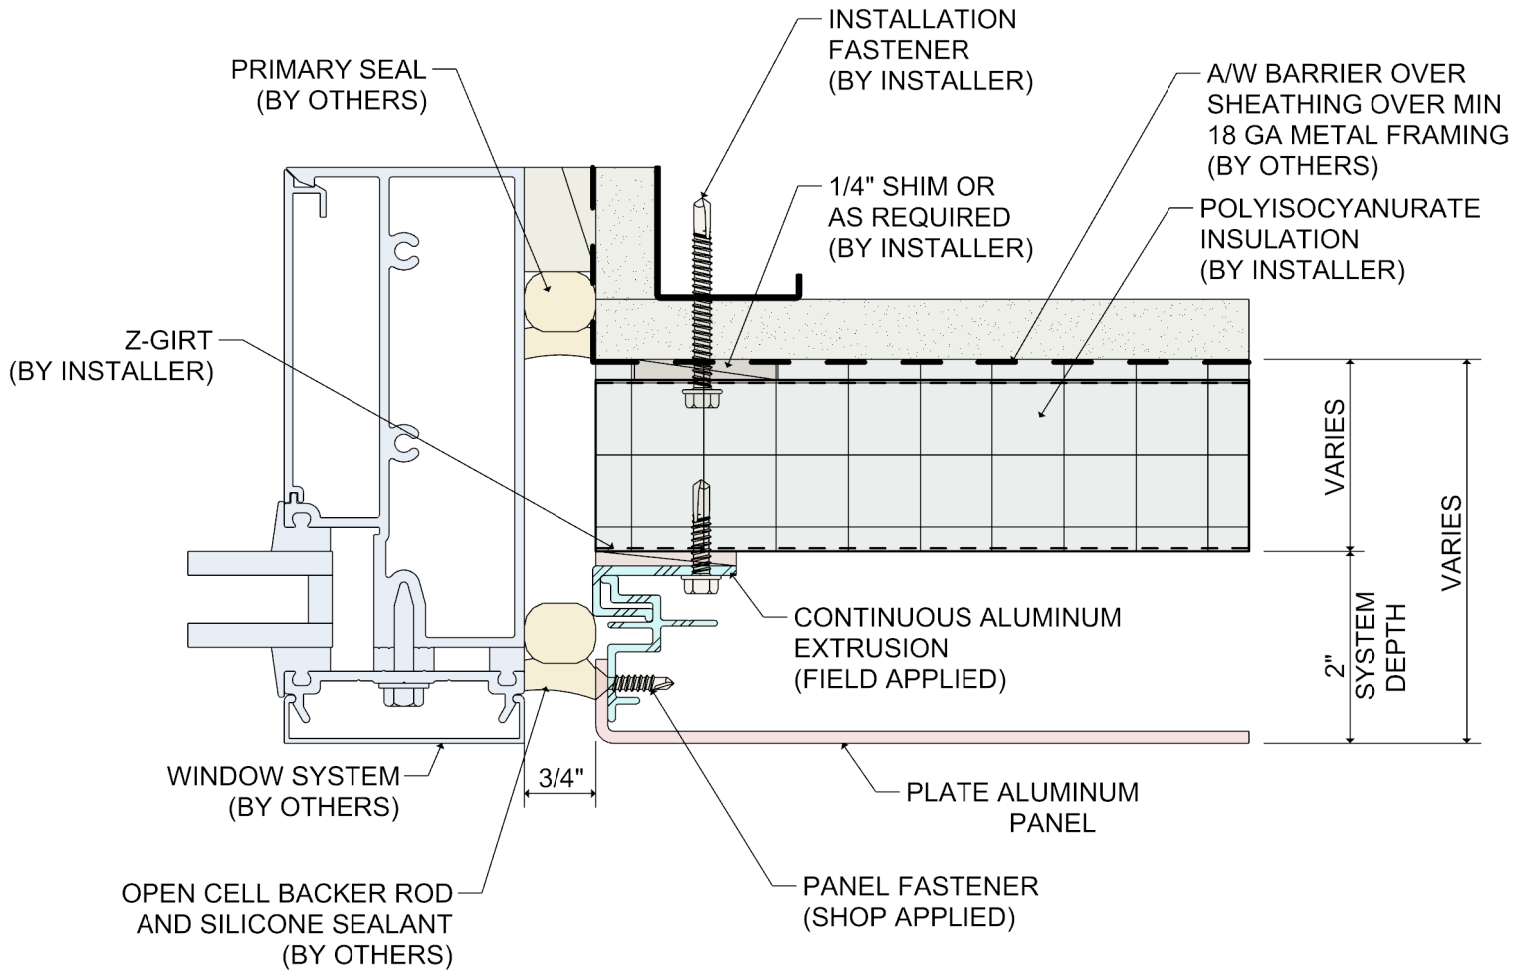 INSTALLATION
FASTENER
(BY INSTALLER)
PRIMARY SEAL
(BY OTHERS)
A/W BARRIER OVER
SHEATHING OVER MIN
18 GA METAL FRAMING
(BY OTHERS)
1/4" SHIM OR
AS REQUIRED
(BY INSTALLER)
POLYISOCYANURATE
INSULATION
(BY INSTALLER)
Z-GIRT
(BY INSTALLER)
VARIES
VARIES
CONTINUOUS ALUMINUM
EXTRUSION
(FIELD APPLIED)
2"
SYSTEM
DEPTH
WINDOW SYSTEM
(BY OTHERS)
3/4"
PLATE ALUMINUM
PANEL
OPEN CELL BACKER ROD
AND SILICONE SEALANT
(BY OTHERS)
PANEL FASTENER
(SHOP APPLIED)